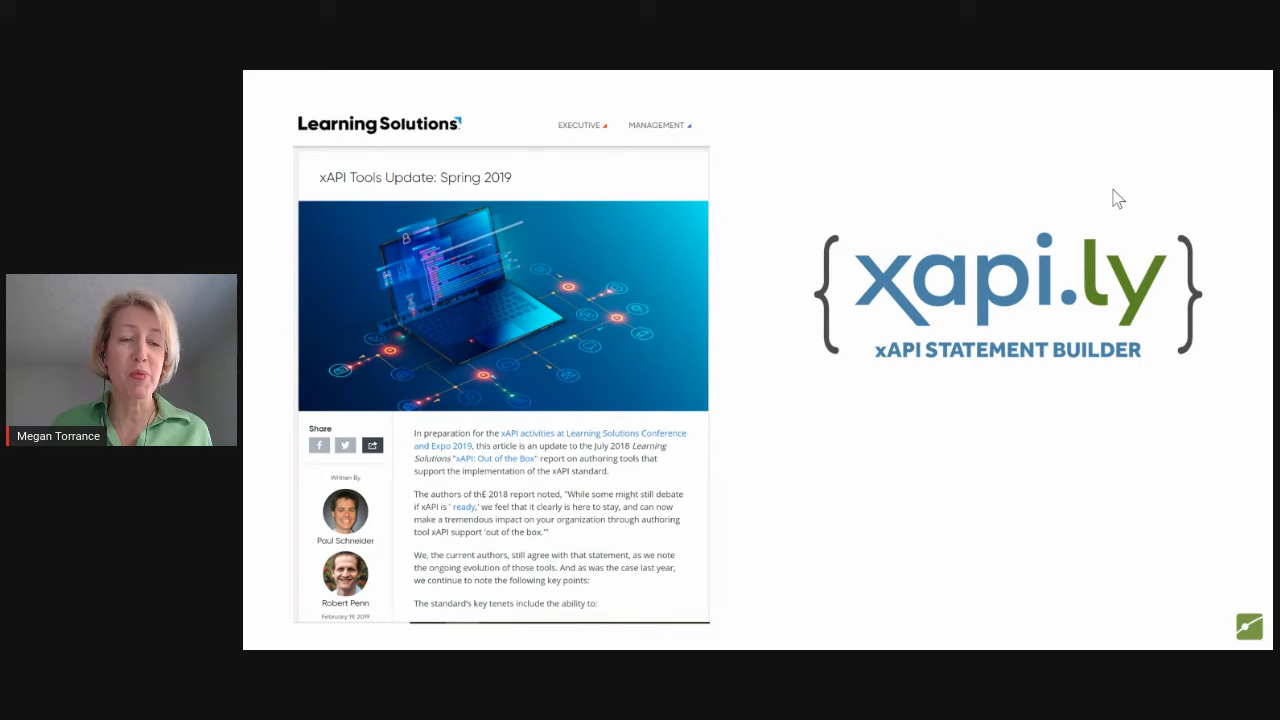 Learning Solutions
EXECUTIVE
MANAGEMENT
xAPI Tools Update: Spring 2019
Share
Written By
Paul Schneider
Robert Penn
February 19, 2019
In preparation for the xAPI activities at Learning Solutions Conference
and Expo 2019, this article is an update to the July 2018 Learning
Solutions "xAPI: Out of the Box" report on authoring tools that
support the implementation of the xAPI standard.
The authors of thE 2018 report noted, "While some might still debate
if xAPI is ' ready,' we feel that it clearly is here to stay, and can now
make a tremendous impact on your organization through authoring
tool xAPI support 'out of the box.'"
We, the current authors, still agree with that statement, as we note
the ongoing evolution of those tools. And as was the case last year,
we continue to note the following key points:
The standard's key tenets include the ability to:
{xapi.ly}
xAPI STATEMENT BUILDER
Megan Torrance